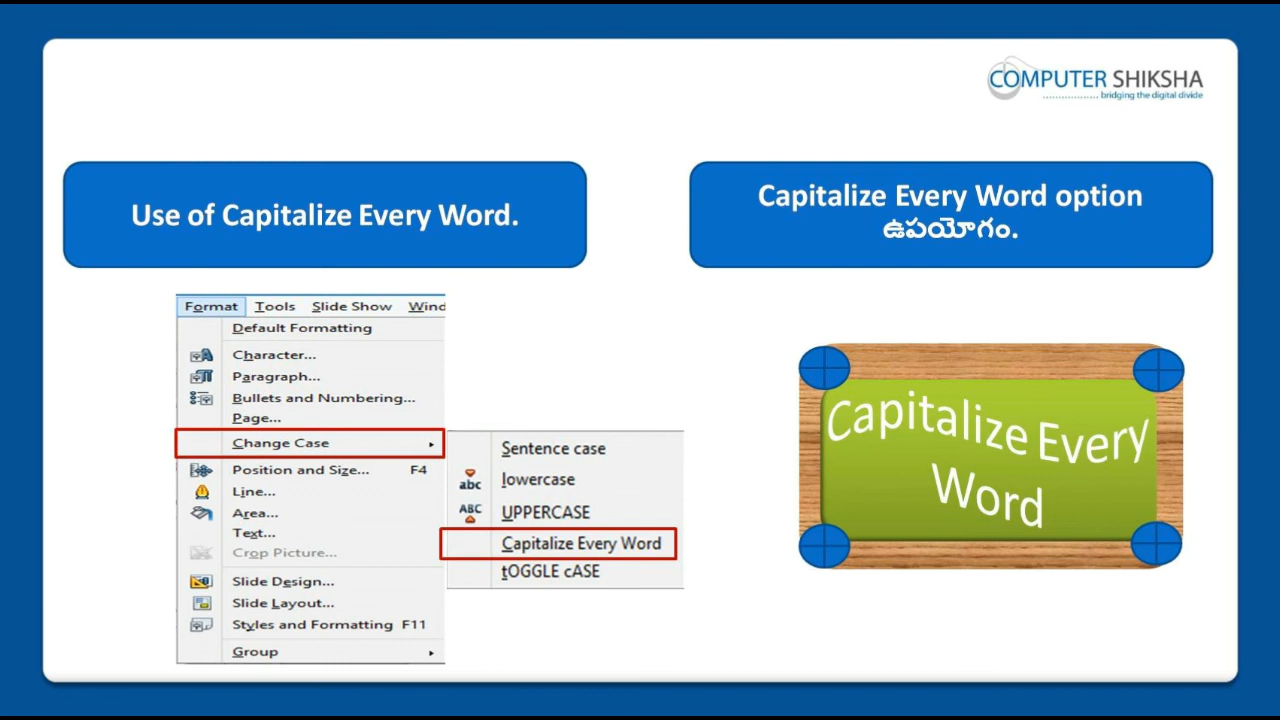 COMPUTER SHIKSHA
bridging the digital divide
Use of Capitalize Every Word.
Capitalize Every Word option
ఉపయోగం.
Format Tools Slide Show Wind
Default Formatting
Character...
Paragraph...
Bullets and Numbering...
Page...
Change Case
Position and Size... F4
Line...
Area...
Text...
Crop Picture...
Slide Design...
Slide Layout...
Styles and Formatting F11
Group
Sentence case
abc lowercase
ABC UPPERCASE
Capitalize Every Word
tOGGLE cASE
Capitalize Every
Word